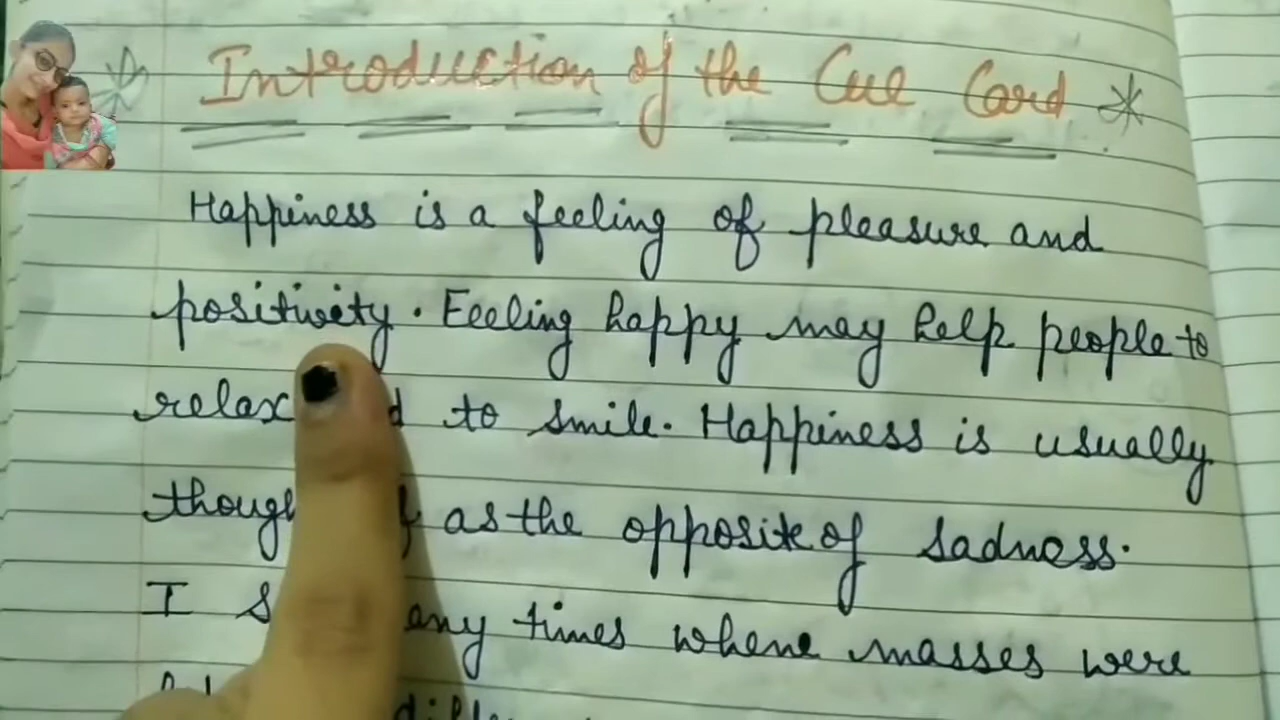 Introduction of the Cue Card
Happiness is a feeling of pleasure and
positivity. Feeling happy may help people to
relax to smile. Happiness is usually
as the opposite of sadness.
I times where masses were